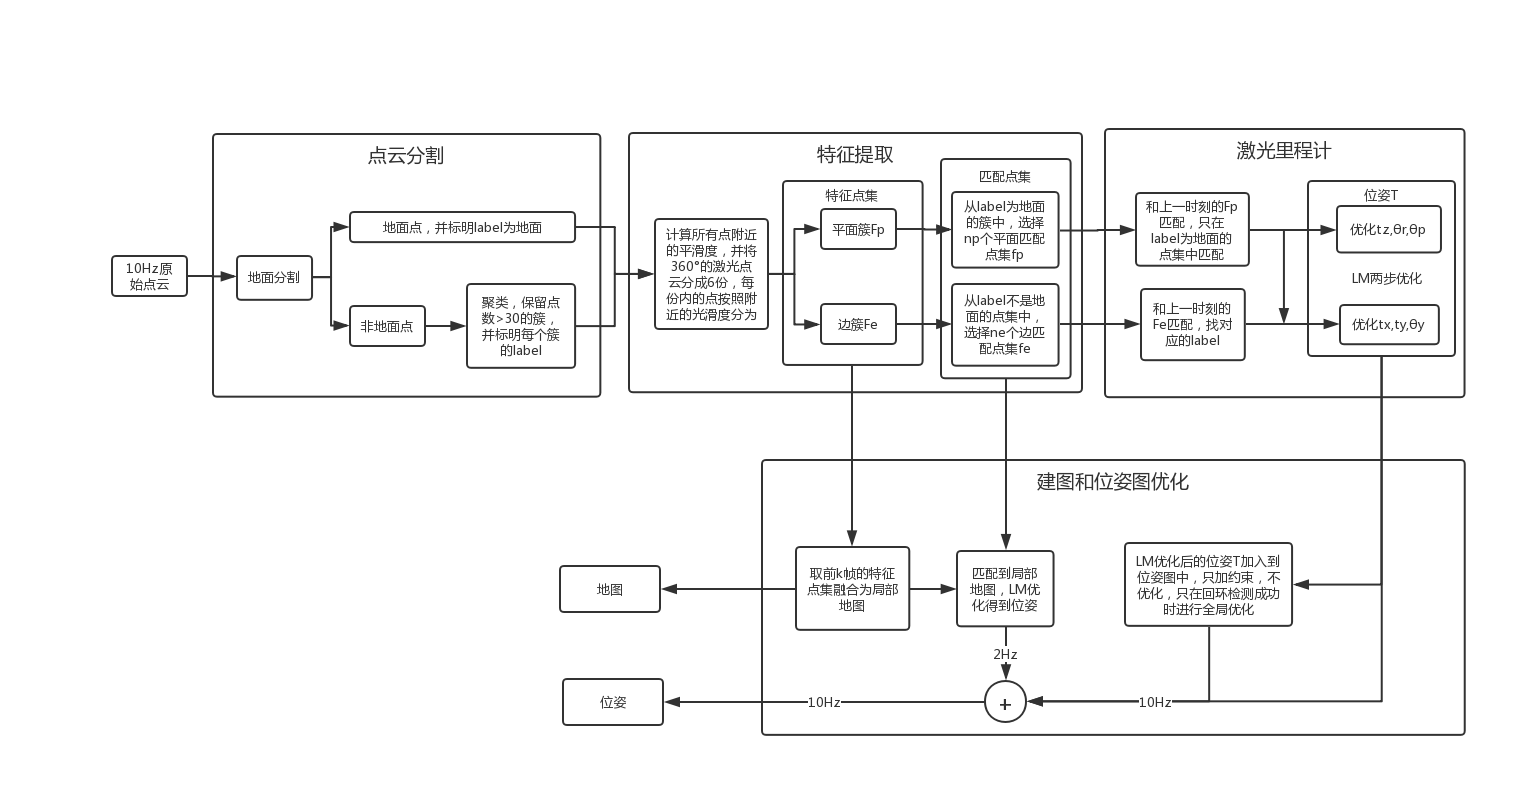 10Hz原
始点云
点云分割
地面分割
地面点，并标明label为地面
非地面点
聚类，保留点
数>30的簇，
并标明每个簇
的label
特征提取
计算所有点附近
的平滑度，并将
360°的激光点
云分成6份，每
份内的点按照附
近的光滑度分为
特征点集
平面簇Fp
边簇Fe
匹配点集
从label为地面
的簇中，选择
np个平面匹配
点集fp
从label不是地
面的点集中，
选择ne个边匹
配点集fe
激光里程计
和上一时刻的Fp
匹配，只在
label为地面的
点集中匹配
和上一时刻的
Fe匹配，找对
应的label
位姿T
优化tz,θr,θp
LM两步优化
优化tx,ty,θy
建图和位姿图优化
地图
取前k帧的特征
点集融合为局部
地图
匹配到局部
地图，LM优
化得到位姿
LM优化后的位姿T加入到
位姿图中，只加约束，不
优化，只在回环检测成功
时进行全局优化
2Hz
位姿
10Hz
+
10Hz